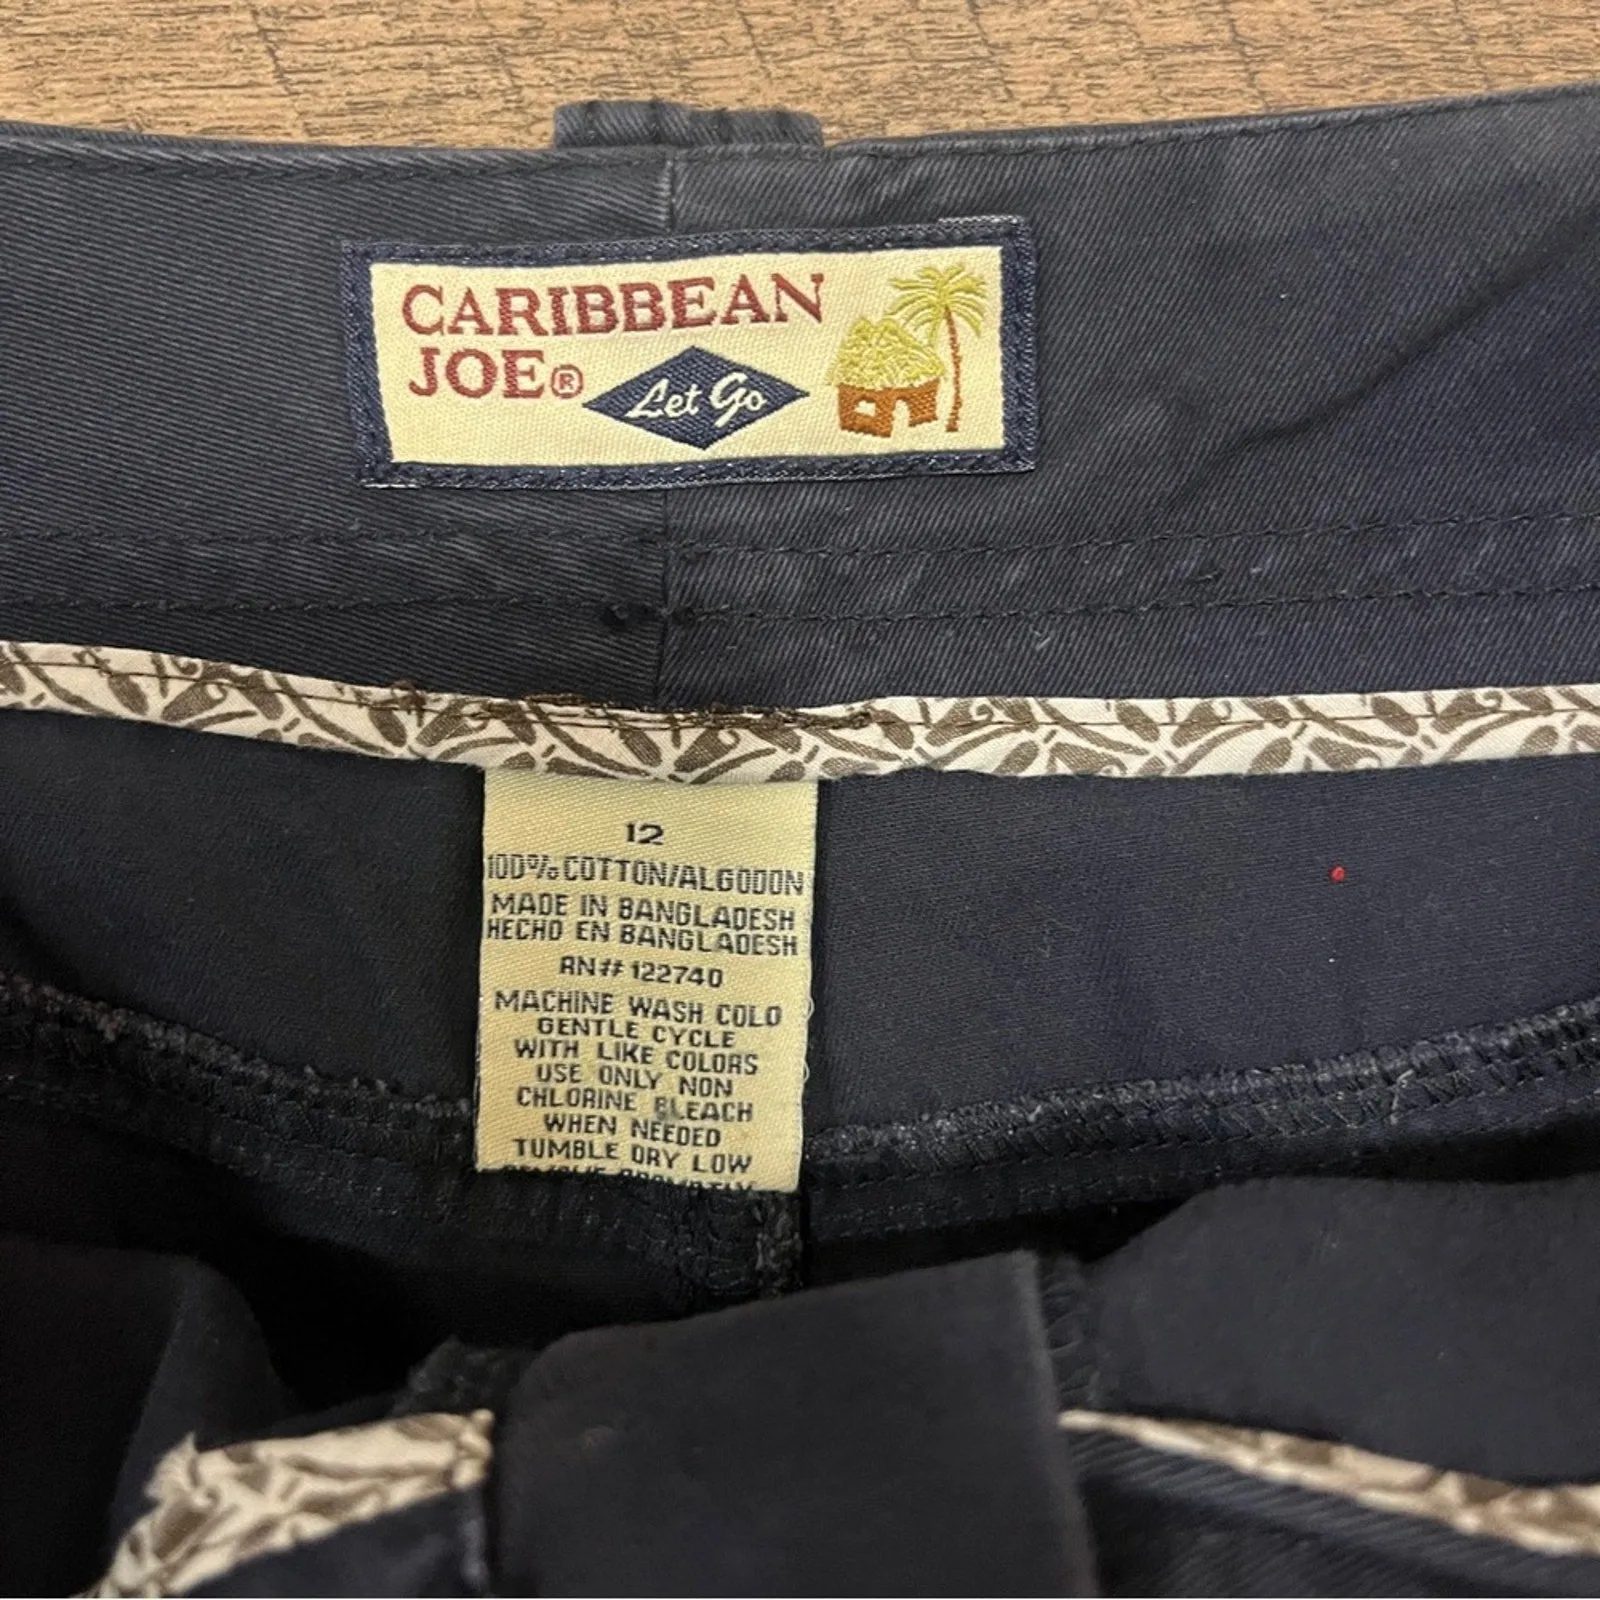 CARIBBEAN
JOE®
Let Go
12
100% COTTON/ALGODON
MADE IN BANGLADESH
HECHO EN BANGLADESH
RN# 122740
MACHINE WASH COLD
GENTLE CYCLE
WITH LIKE COLORS
USE ONLY NON
CHLORINE BLEACH
WHEN NEEDED
TUMBLE DRY LOW